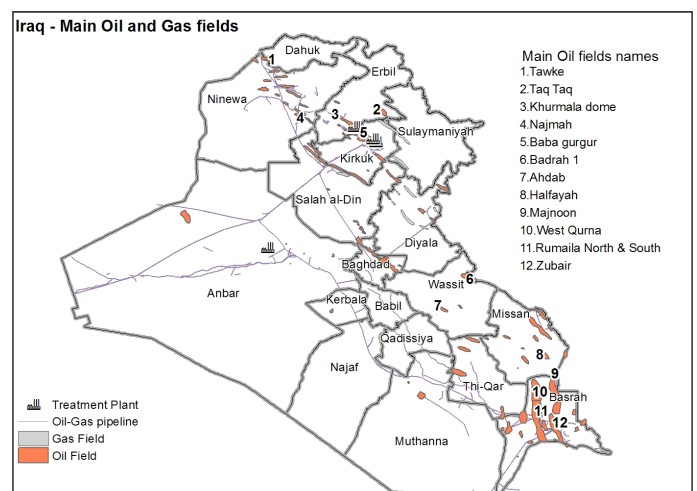 Iraq - Main Oil and Gas fields
Main Oil fields names
1.Tawke
2.Taq Taq
3.Khurmala dome
4.Najmah
5.Baba gurgur
6.Badrah 1
7.Ahdab
8.Halfayah
9.Majnoon
10.West Qurna
11.Rumaila North & South
12.Zubair
Dahuk
1
Erbil
Ninewa
2
3
4
5
Sulaymaniyah
Kirkuk
Salah al-Din
Diyala
Baghdad
6
Wassit
Anbar
Kerbala
Babil
7
Missan
Qadissiya
8
Najaf
9
Thi-Qar
10
Basrah
11
12
Muthanna
Treatment Plant
Oil-Gas pipeline
Gas Field
Oil Field